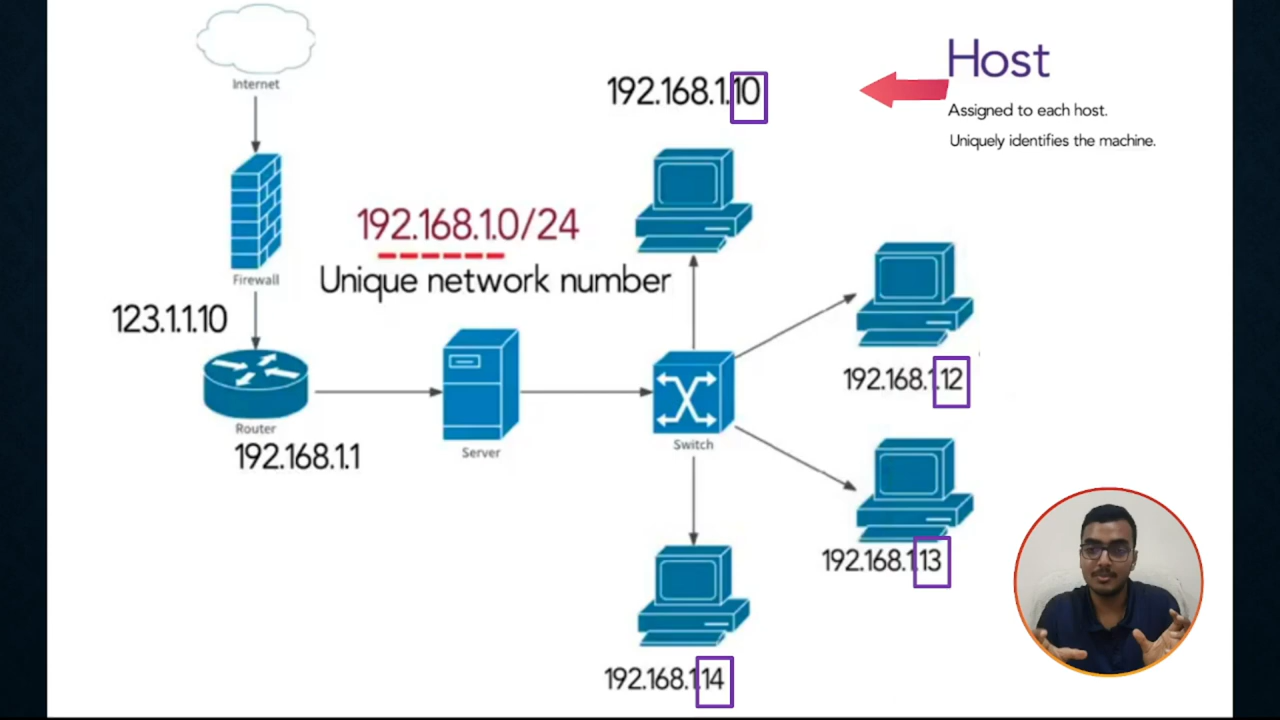 Internet
192.168.1.10
Host
Assigned to each host.
Uniquely identifies the machine.
192.168.1.0/24
Unique network number
Firewall
123.1.1.10
Router
192.168.1.1
Server
Switch
192.168.1.12
192.168.1.13
192.168.1.14